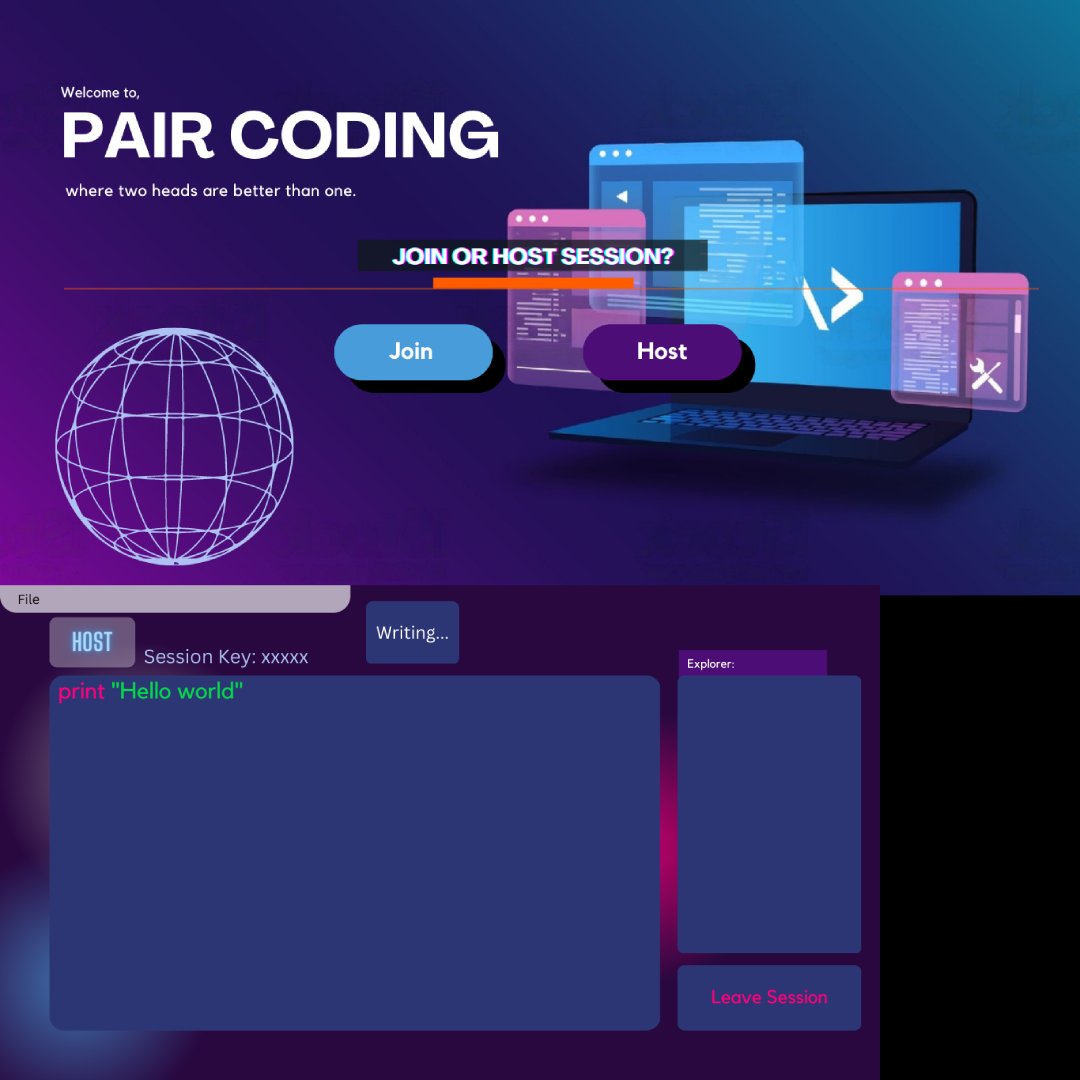 Welcome to,
PAIR CODING
where two heads are better than one.
JOIN OR HOST SESSION?
Join
Host
File
HOST
Session Key: xxxxx
Writing...
Explorer:
print "Hello world"
Leave Session